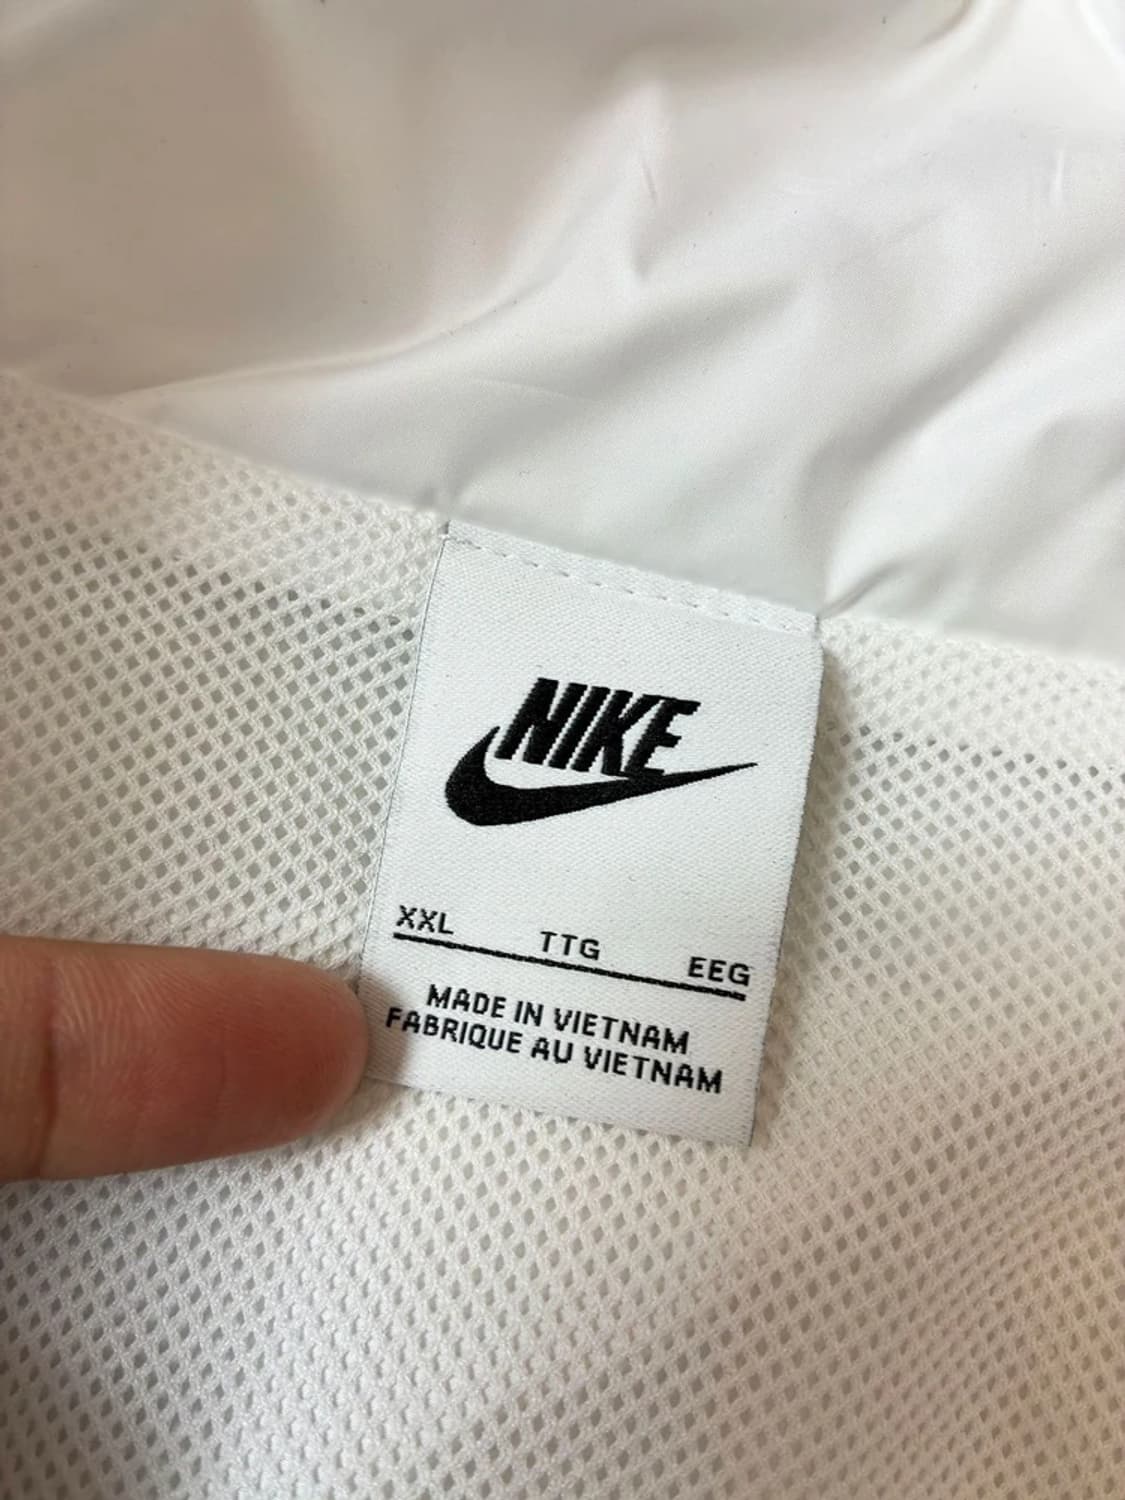 NIKE
XXL TTG EEG
MADE IN VIETNAM
FABRIQUE AU VIETNAM